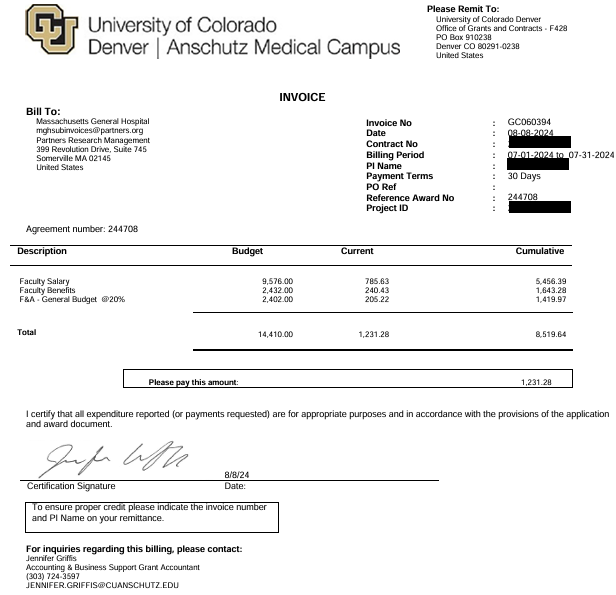 University of Colorado
Denver | Anschutz Medical Campus
Please Remit To:
University of Colorado Denver
Office of Grants and Contracts - F428
PO Box 910238
Denver CO 80291-0238
United States
INVOICE
Bill To:
Massachusetts General Hospital
mghsubinvoices@partners.org
Partners Research Management
399 Revolution Drive, Suite 745
Somerville MA 02145
United States
Invoice No : GC060394
Date : 08-08-2024
Contract No :
Billing Period : 07-01-2024 to 07-31-2024
PI Name :
Payment Terms : 30 Days
PO Ref :
Reference Award No : 244708
Project ID :
Agreement number: 244708
Description Budget Current Cumulative
Faculty Salary 9,576.00 785.63 5,456.39
Faculty Benefits 2,432.00 240.43 1,643.28
F&A - General Budget @20% 2,402.00 205.22 1,419.97
Total 14,410.00 1,231.28 8,519.64
Please pay this amount: 1,231.28
I certify that all expenditure reported (or payments requested) are for appropriate purposes and in accordance with the provisions of the application
and award document.
8/8/24
Certification Signature Date:
To ensure proper credit please indicate the invoice number
and PI Name on your remittance.
For inquiries regarding this billing, please contact:
Jennifer Griffis
Accounting & Business Support Grant Accountant
(303) 724-3597
JENNIFER.GRIFFIS@CUANSCHUTZ.EDU